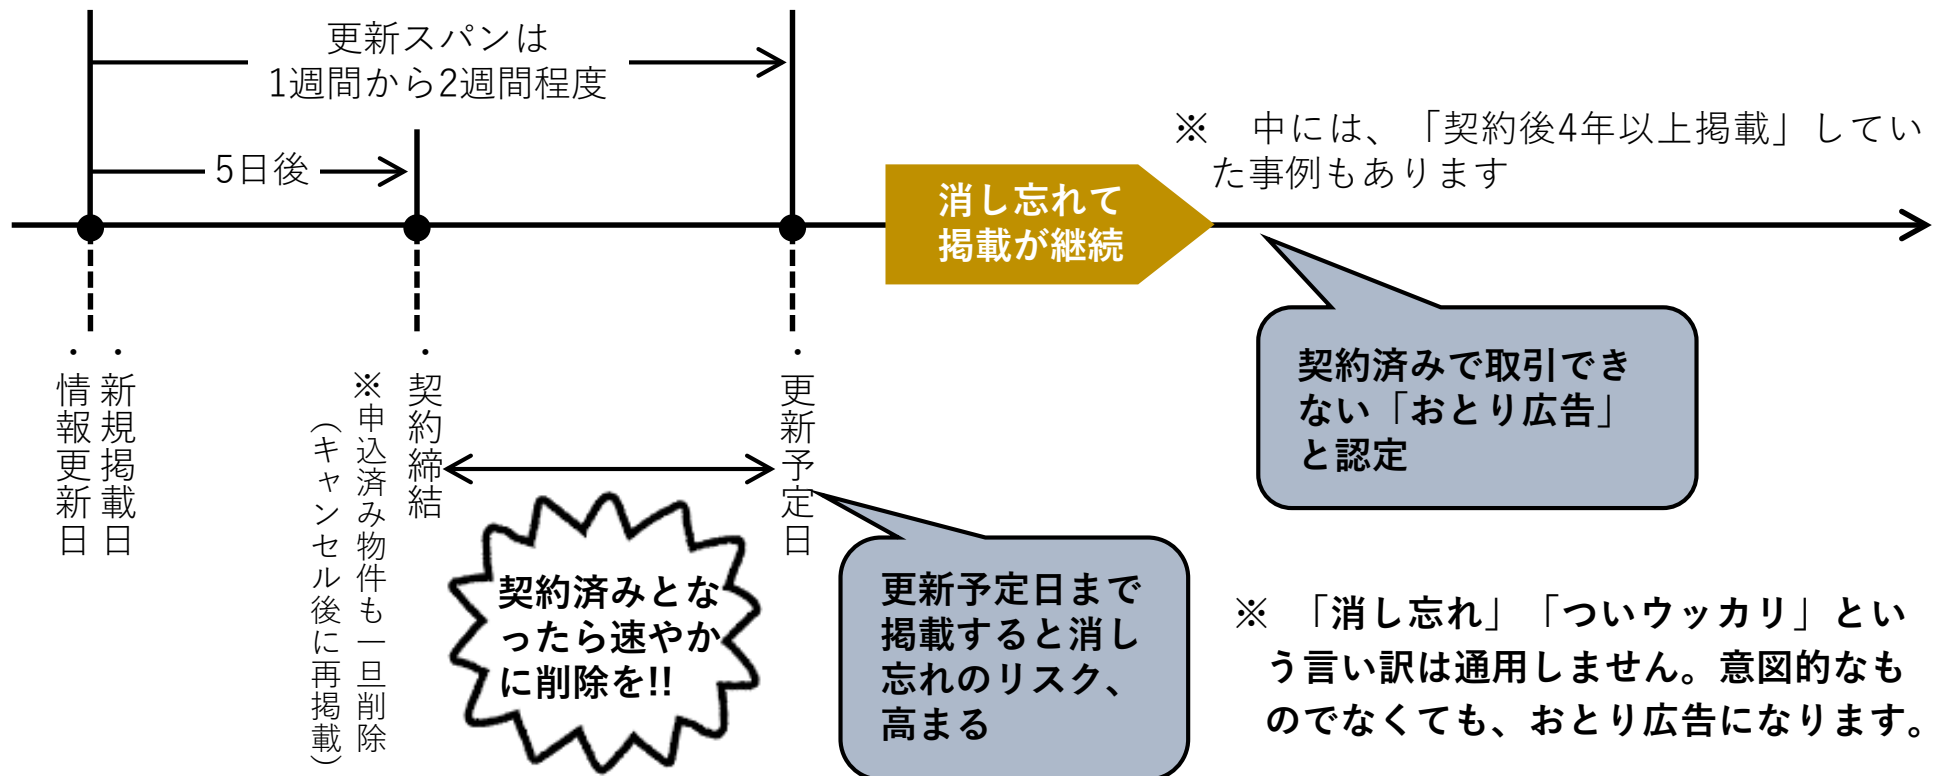 更新スパンは
1週間から2週間程度
5日後
※　中には、「契約後4年以上掲載」してい
た事例もあります
消し忘れて
掲載が継続
・新規掲載日
・情報更新日
・契約締結
※申込済み物件も一旦削除
（キャンセル後に再掲載）
・更新予定日
契約済みで取引でき
ない「おとり広告」
と認定
契約済みとな
ったら速やか
に削除を!!
更新予定日まで
掲載すると消し
忘れのリスク、
高まる
※　「消し忘れ」「ついウッカリ」とい
う言い訳は通用しません。意図的なも
のでなくても、おとり広告になります。